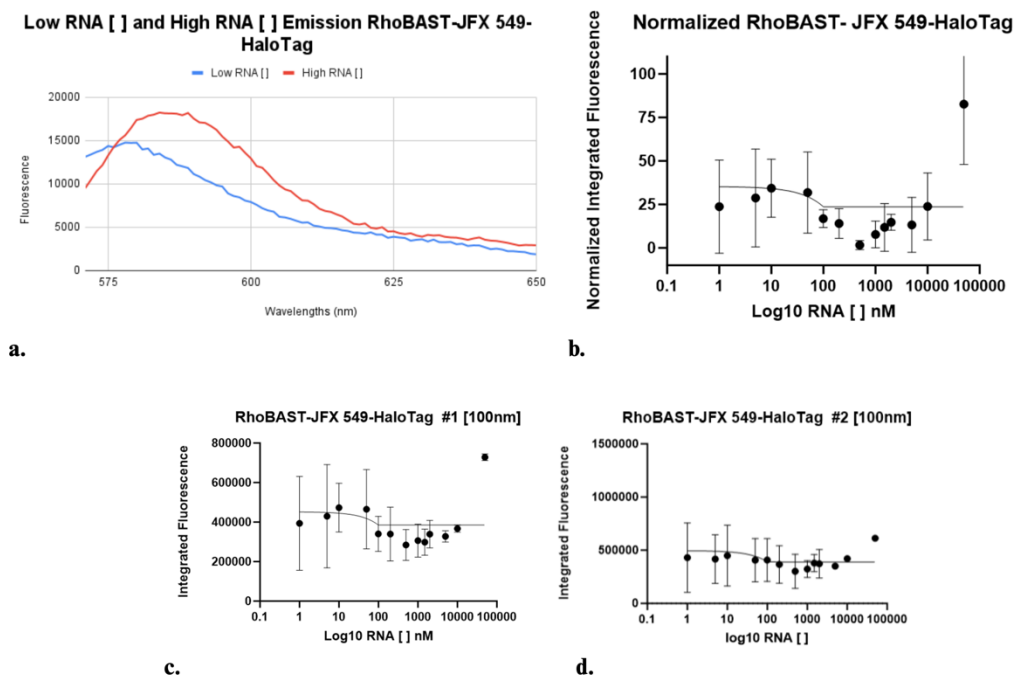 Low RNA [ ] and High RNA [ ] Emission RhoBAST-JFX 549-
HaloTag
Low RNA [ ] High RNA [ ]
20000
15000
10000
5000
0
Fluorescence
575 600 625 650
Wavelengths (nm)
a.
Normalized RhoBAST- JFX 549-HaloTag
100
75
50
25
0
Normalized Integrated Fluorescence
0.1 1 10 100 1000 10000 100000
Log10 RNA [ ] nM
b.
RhoBAST-JFX 549-HaloTag #1 [100nm]
800000
600000
400000
200000
0
Integrated Fluorescence
0.1 1 10 100 1000 10000 100000
Log10 RNA [ ] nM
c.
RhoBAST-JFX 549-HaloTag #2 [100nm]
1500000
1000000
500000
0
Integrated Fluorescence
0.1 1 10 100 1000 10000 100000
log10 RNA [ ]
d.